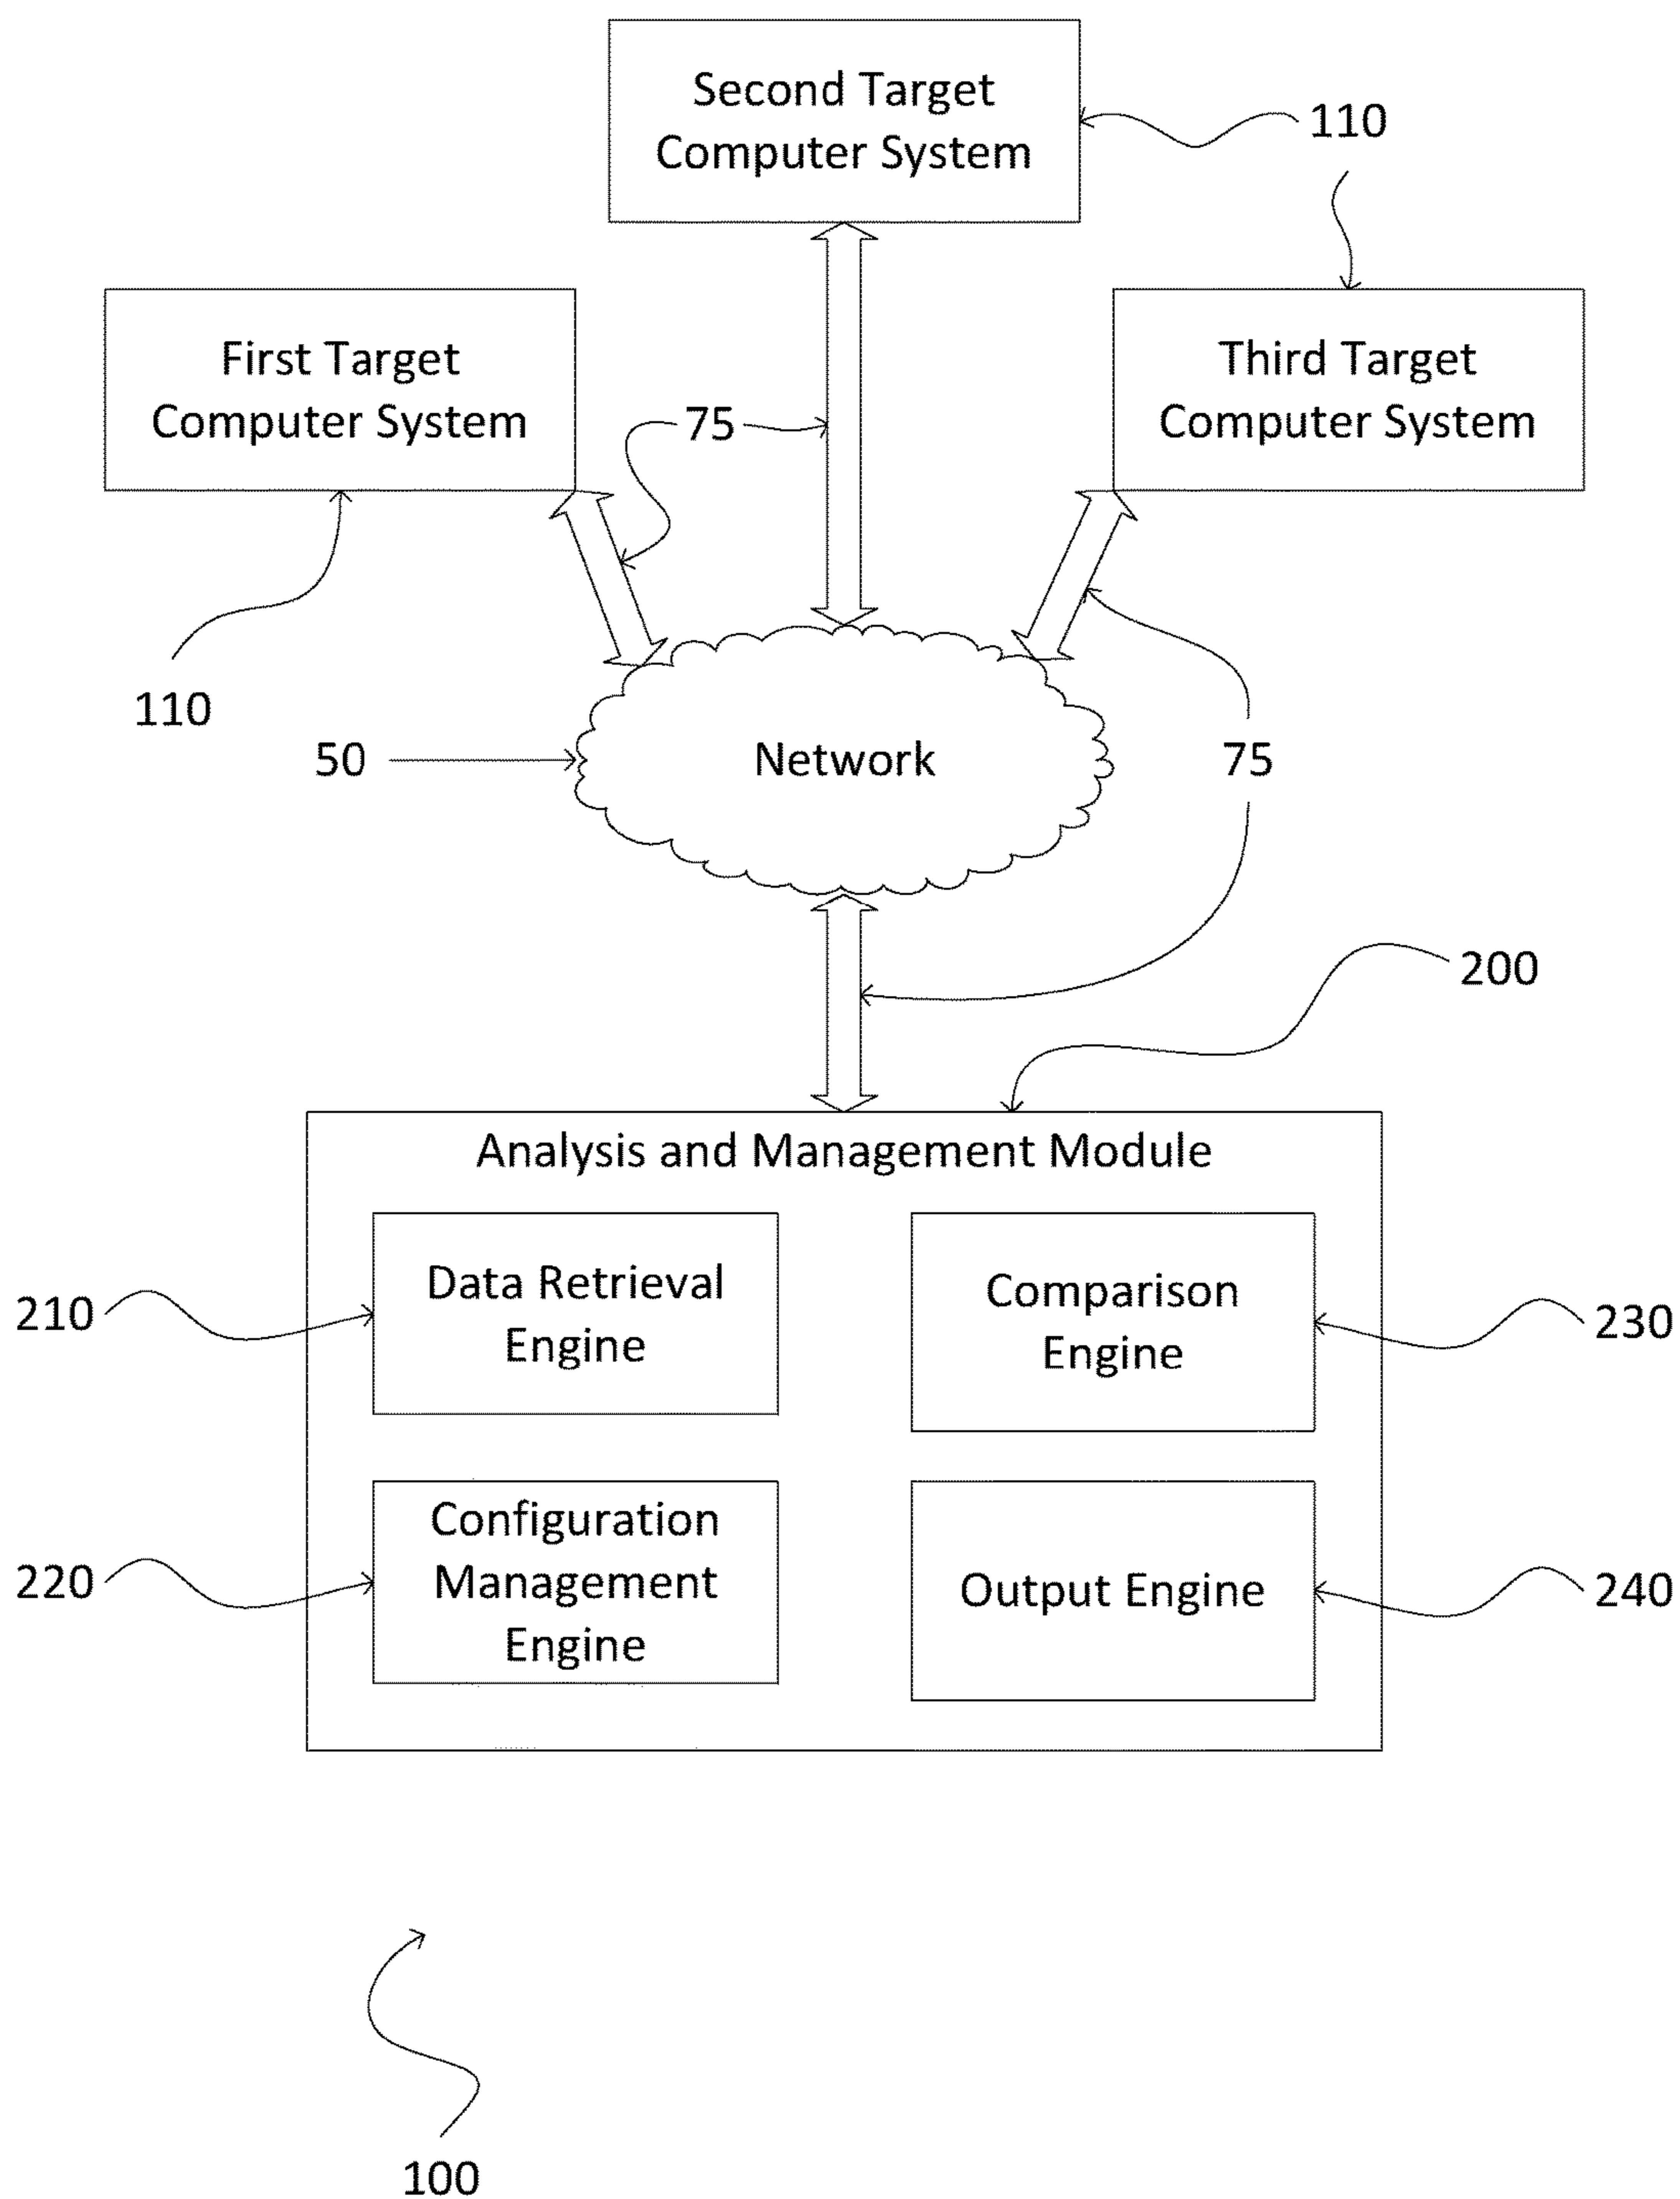 Second Target
Computer System
110
First Target
Computer System
75
Third Target
Computer System
110
50
Network
75
200
Analysis and Management Module
210
Data Retrieval
Engine
Comparison
Engine
230
220
Configuration
Management
Engine
Output Engine
240
100